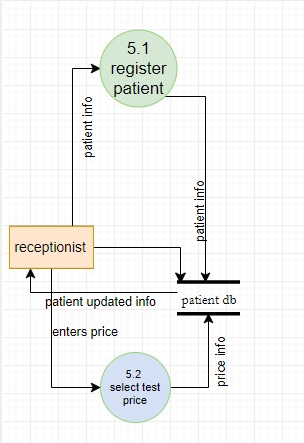 5.1
register
patient
patient info
patient info
receptionist
patient updated info
patient db
enters price
price info
5.2
select test
price